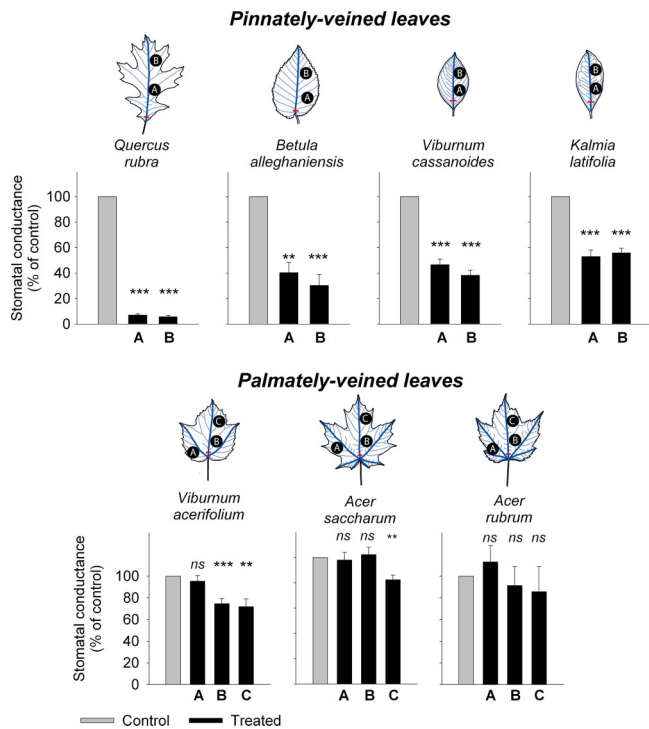 Pinnately-veined leaves
B
A
B
A
B
A
B
A
Quercus
rubra
Betula
alleghaniensis
Viburnum
cassanoides
Kalmia
latifolia
Stomatal conductance
(% of control)
100
80
60
40
20
0
*** ***
** ***
*** ***
*** ***
A B
A B
A B
A B
Palmately-veined leaves
C
B
A
C
B
A
C
B
A
Viburnum
acerifolium
Acer
saccharum
Acer
rubrum
Stomatal conductance
(% of control)
100
80
60
40
20
0
ns *** **
ns ns **
ns ns ns
A B C
A B C
A B C
Control Treated